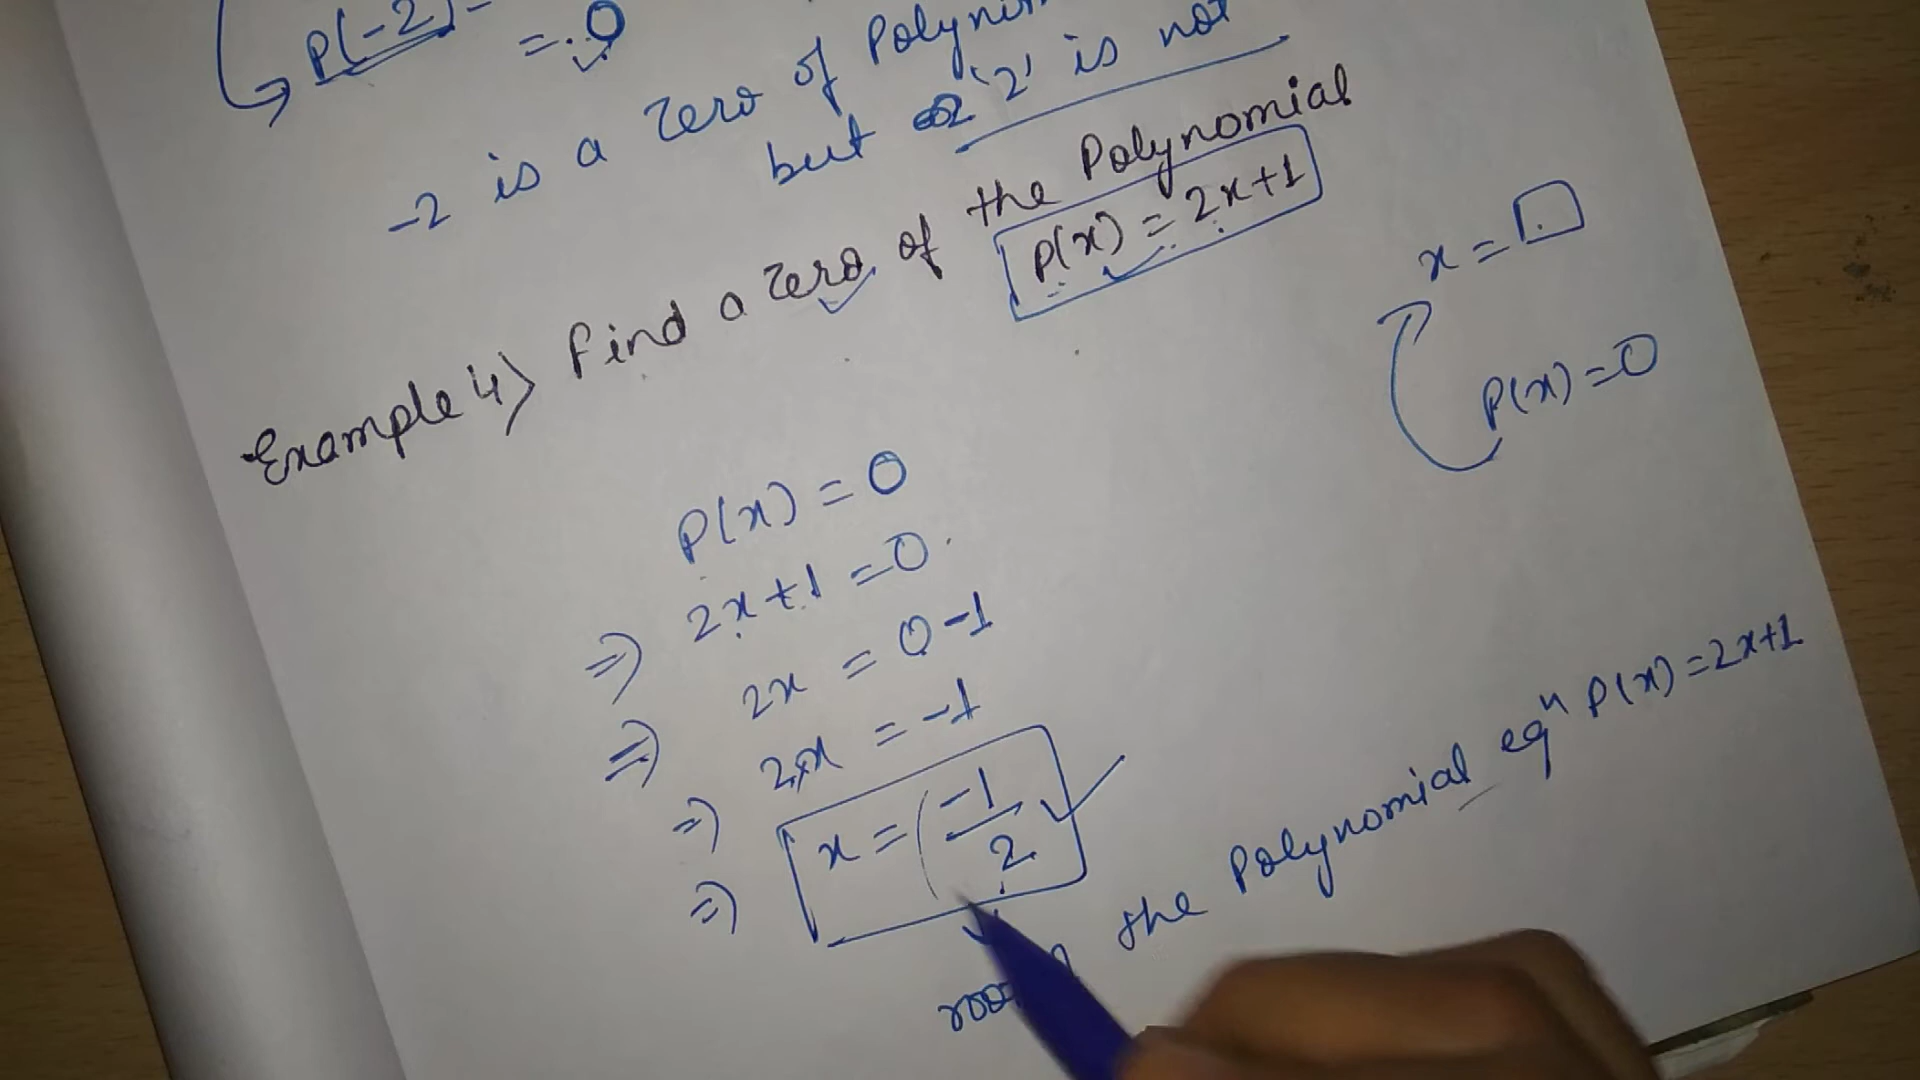 P(-2)=
= 0
-2 is a zero of Polynom
but '2' is not
Example 4) Find a zero of the Polynomial
P(x) = 2x+1
x = □
P(x)=0
P(x) = 0
⇒ 2x+1 = 0
⇒ 2x = 0-1
⇒ 2x = -1
⇒ x = (-1/2
the Polynomial eqn P(x) = 2x+1